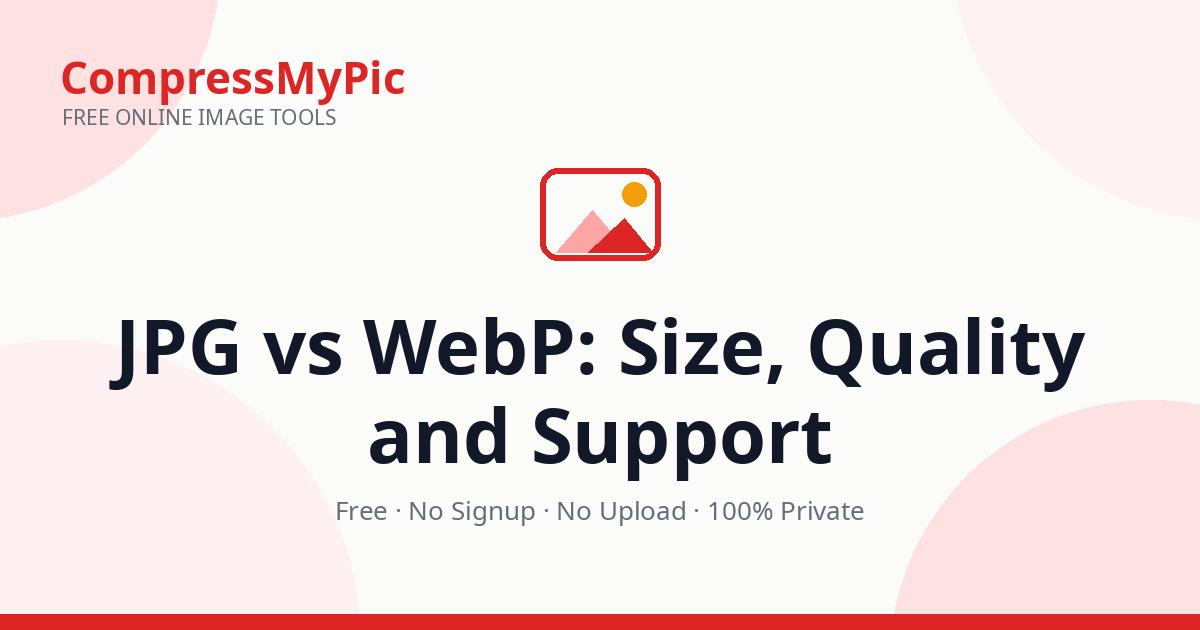 CompressMyPic
FREE ONLINE IMAGE TOOLS
JPG vs WebP: Size, Quality
and Support
Free · No Signup · No Upload · 100% Private